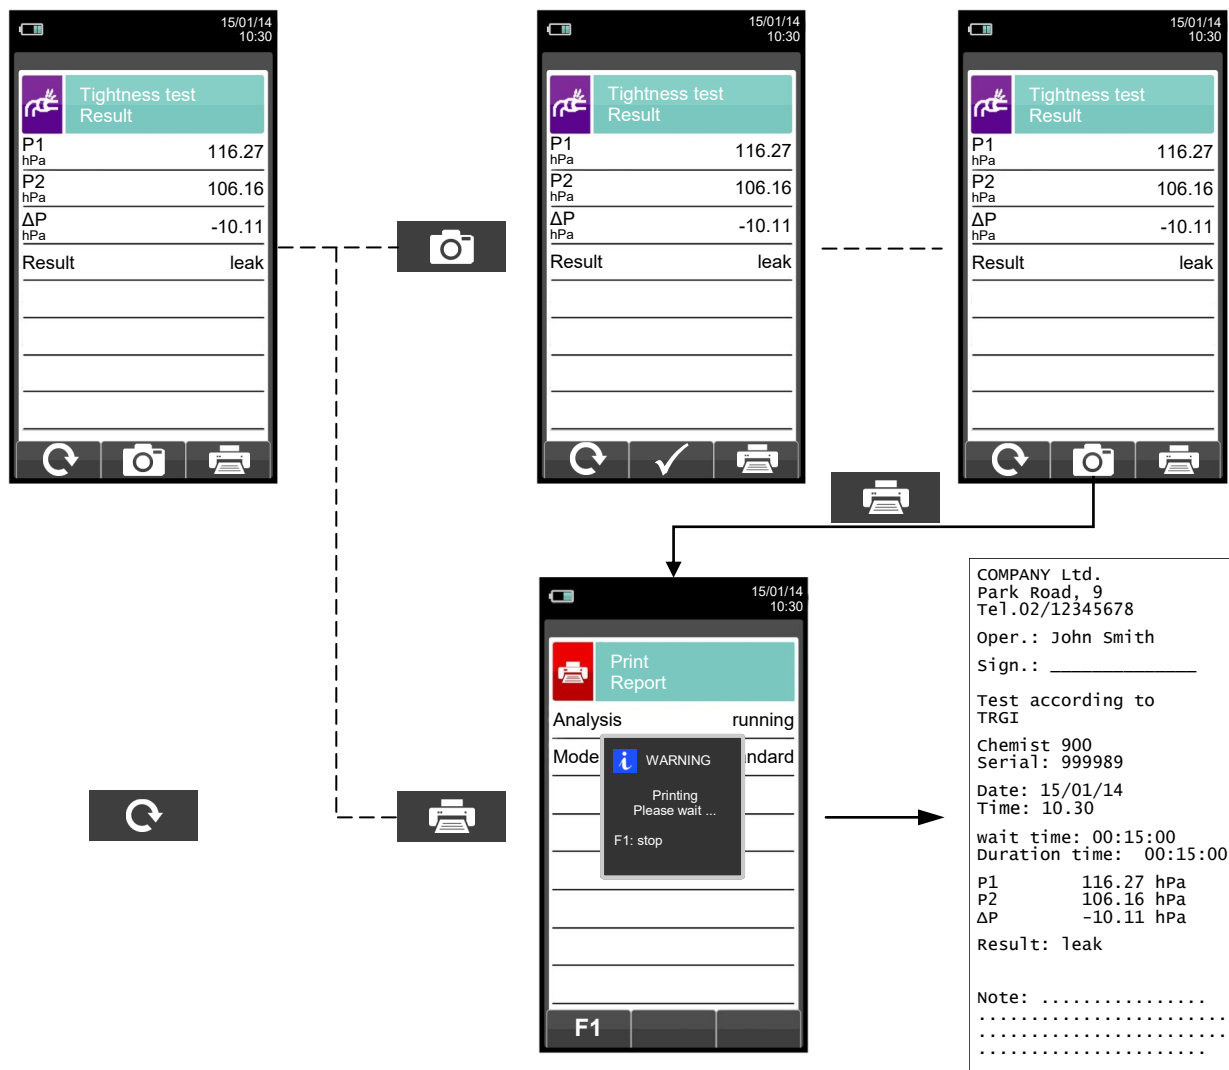 15/01/14
10:30
Tightness test
Result
P1
hPa
116.27
P2
hPa
106.16
ΔP
hPa
-10.11
Result leak
15/01/14
10:30
Tightness test
Result
P1
hPa
116.27
P2
hPa
106.16
ΔP
hPa
-10.11
Result leak
15/01/14
10:30
Tightness test
Result
P1
hPa
116.27
P2
hPa
106.16
ΔP
hPa
-10.11
Result leak
15/01/14
10:30
Print
Report
Analysis running
Mode ndard
WARNING
Printing
Please wait ...
F1: stop
F1
COMPANY Ltd.
Park Road, 9
Tel.02/12345678
Oper.: John Smith
Sign.: ______________
Test according to
TRGI
Chemist 900
Serial: 999989
Date: 15/01/14
Time: 10.30
wait time: 00:15:00
Duration time: 00:15:00
P1 116.27 hPa
P2 106.16 hPa
ΔP -10.11 hPa
Result: leak
Note: ................
........................
........................
......................